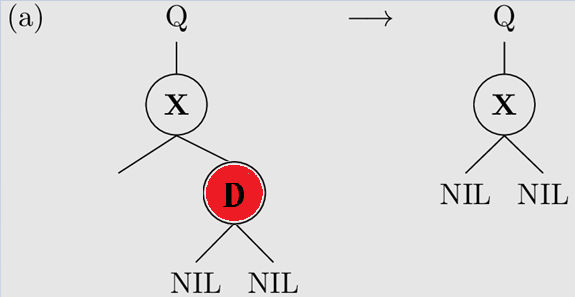 (a) Q → Q
X X
NIL NIL
D
NIL NIL